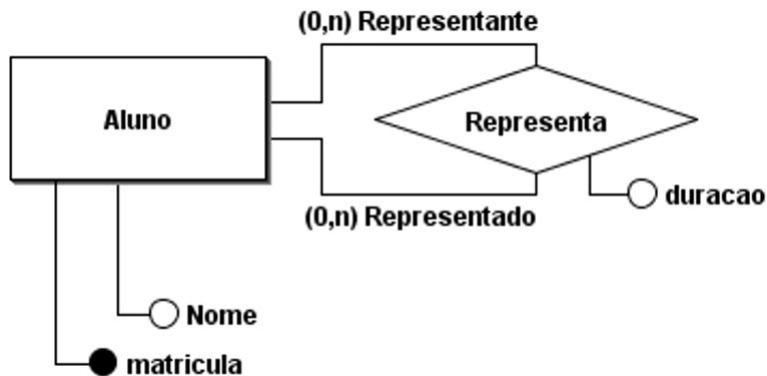 (0,n) Representante
Aluno
Representa
duracao
(0,n) Representado
Nome
matricula